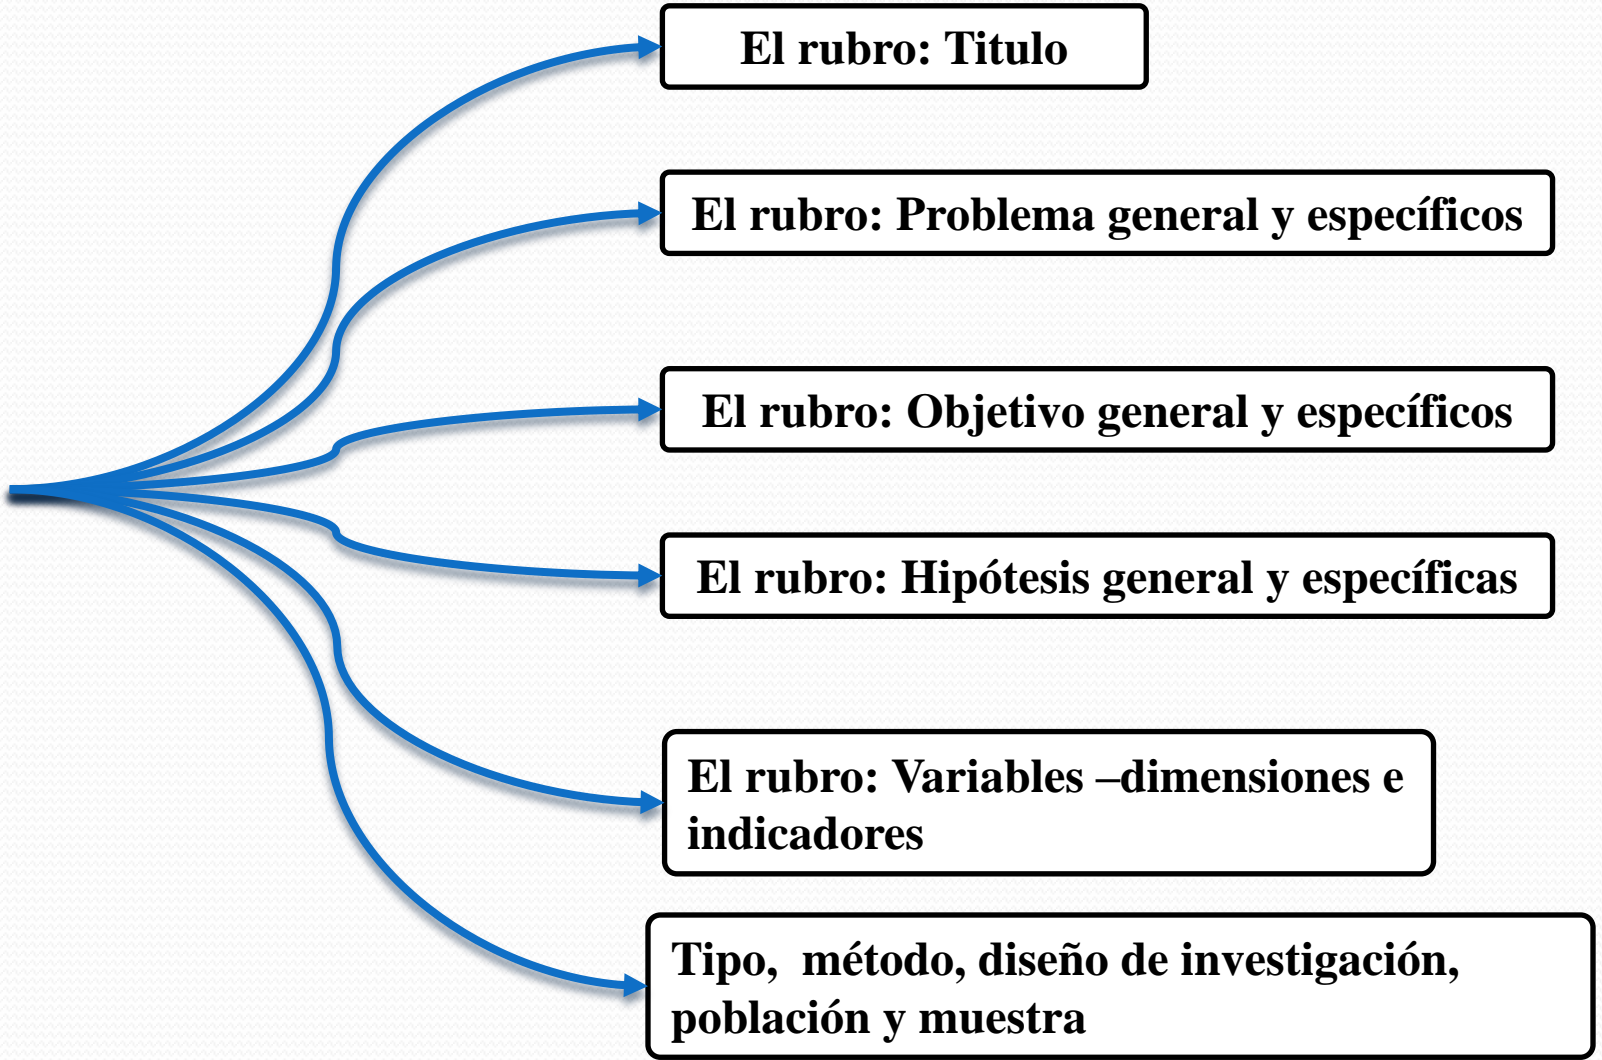 El rubro: Titulo
El rubro: Problema general y específicos
El rubro: Objetivo general y específicos
El rubro: Hipótesis general y específicas
El rubro: Variables –dimensiones e
indicadores
Tipo, método, diseño de investigación,
población y muestra